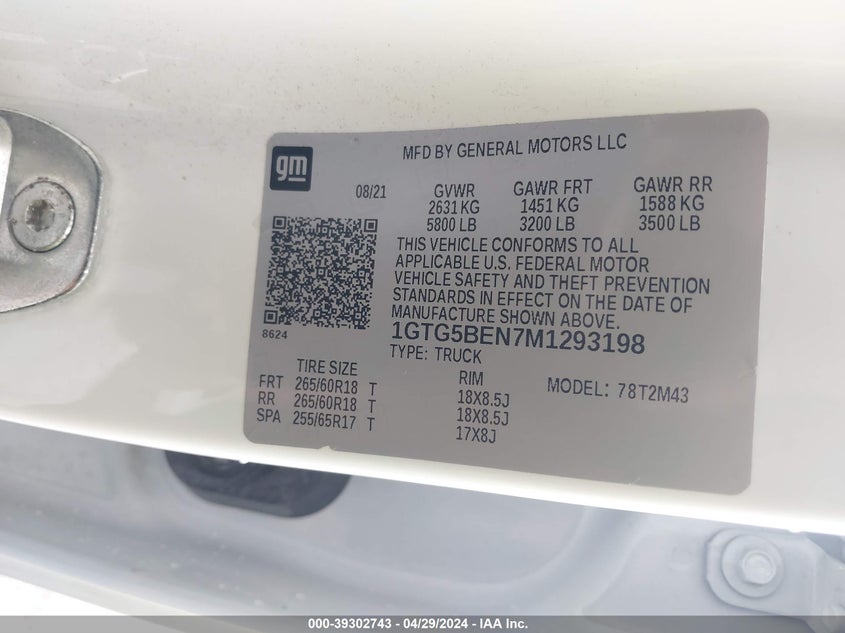 gm
MFD BY GENERAL MOTORS LLC
08/21 GVWR GAWR FRT GAWR RR
2631 KG 1451 KG 1588 KG
5800 LB 3200 LB 3500 LB
THIS VEHICLE CONFORMS TO ALL
APPLICABLE U.S. FEDERAL MOTOR
VEHICLE SAFETY AND THEFT PREVENTION
STANDARDS IN EFFECT ON THE DATE OF
MANUFACTURE SHOWN ABOVE.
8624
1GTG5BEN7M1293198
TYPE: TRUCK
TIRE SIZE RIM MODEL: 78T2M43
FRT 265/60R18 T 18X8.5J
RR 265/60R18 T 18X8.5J
SPA 255/65R17 T 17X8J
000-39302743 - 04/29/2024 - IAA Inc.